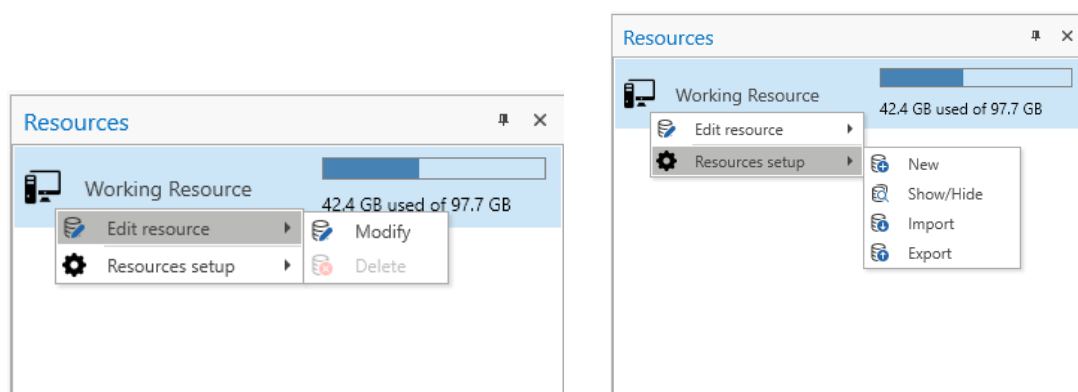 Resources
Working Resource
42.4 GB used of 97.7 GB
Edit resource
Modify
Resources setup
Delete
Resources
Working Resource
42.4 GB used of 97.7 GB
Edit resource
Resources setup
New
Show/Hide
Import
Export